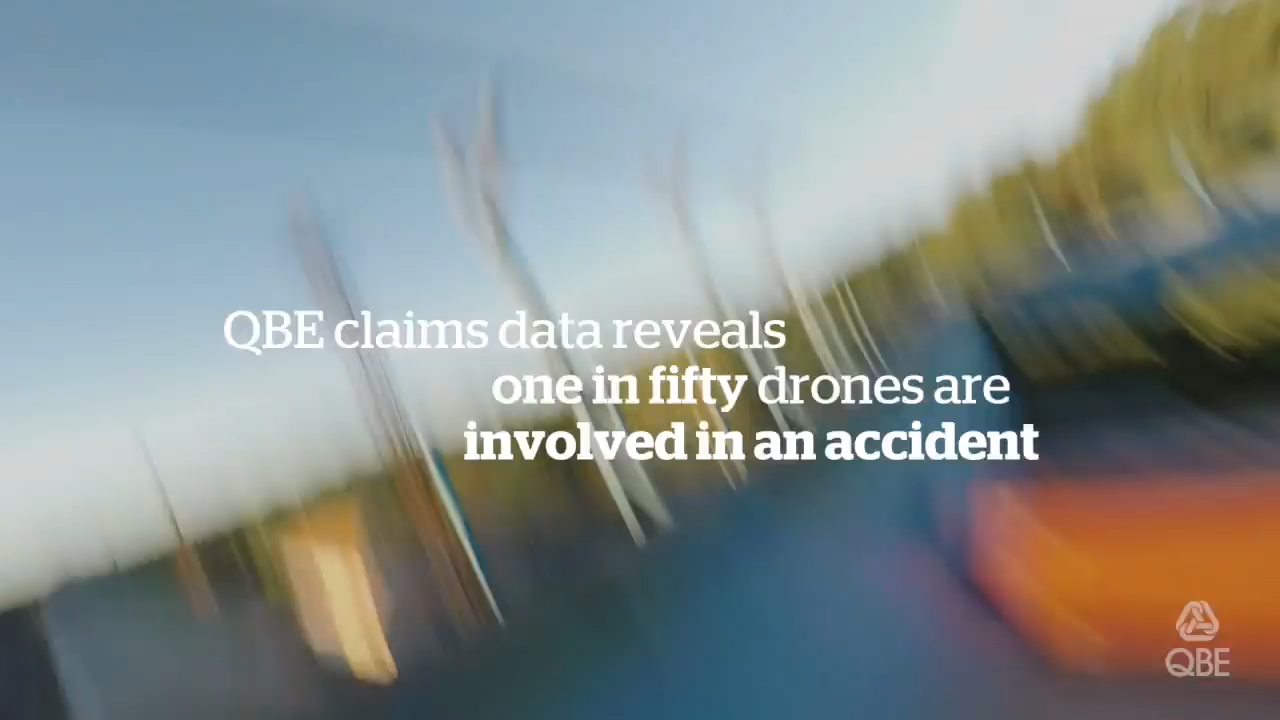 QBE claims data reveals
one in fifty drones are
involved in an accident
QBE